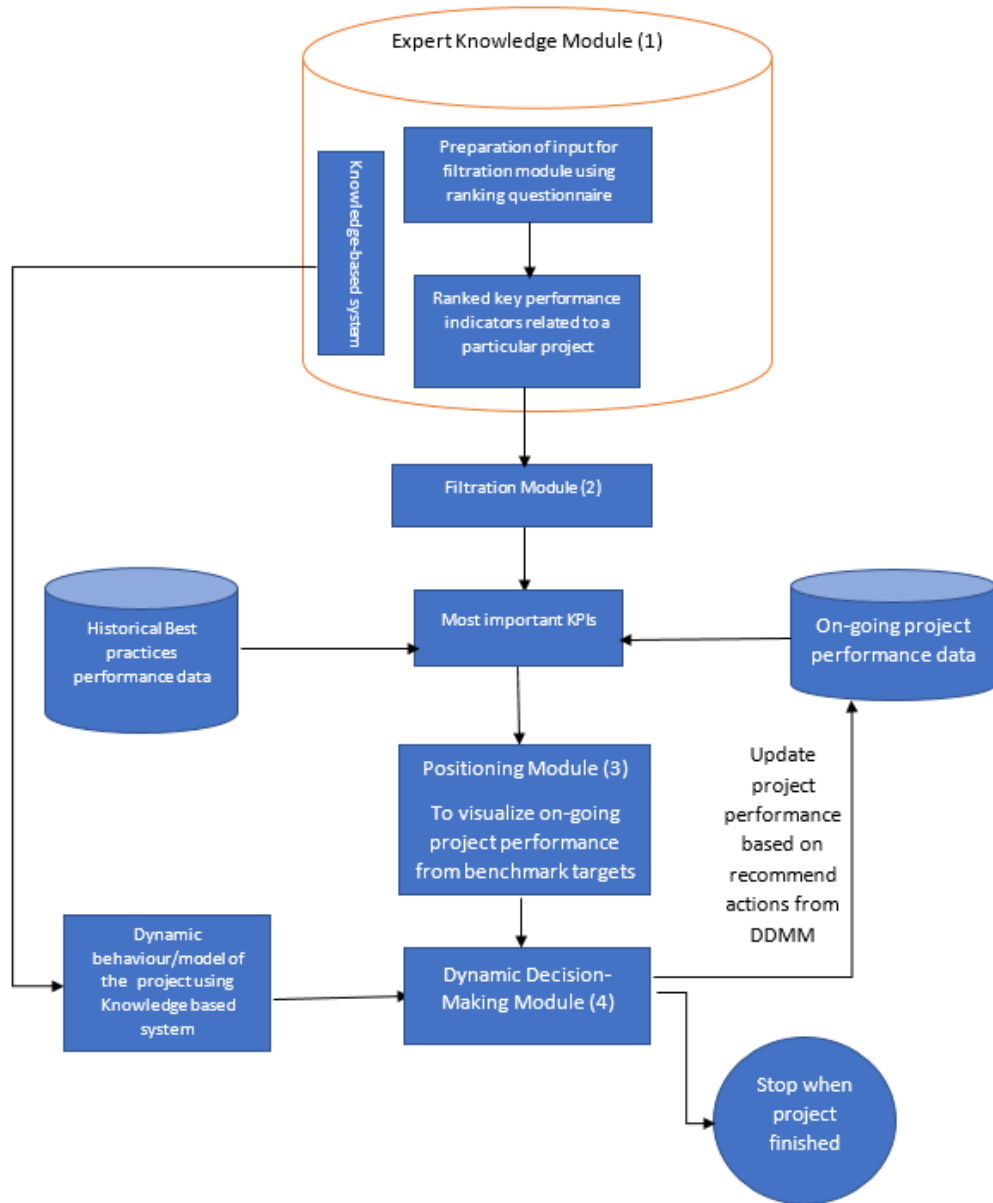 Expert Knowledge Module (1)
Preparation of input for
filtration module using
ranking questionnaire
Knowledge-based system
Ranked key performance
indicators related to a
particular project
Filtration Module (2)
Historical Best
practices
performance data
Most important KPIs
On-going project
performance data
Positioning Module (3)
To visualize on-going
project performance
from benchmark targets
Update
project
performance
based on
recommend
actions from
DDMM
Dynamic
behaviour/model of
the project using
Knowledge based
system
Dynamic Decision-
Making Module (4)
Stop when
project
finished